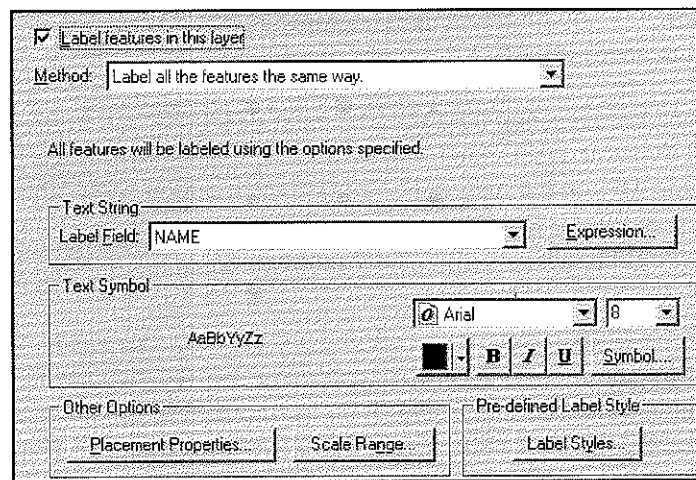 Label features in this layer
Method: Label all the features the same way.
All features will be labeled using the options specified.
Text String
Label Field: NAME Expression...
Text Symbol
AaBbYyZz
Arial 8
B I U Symbol...
Other Options
Placement Properties... Scale Range...
Pre-defined Label Style
Label Styles...